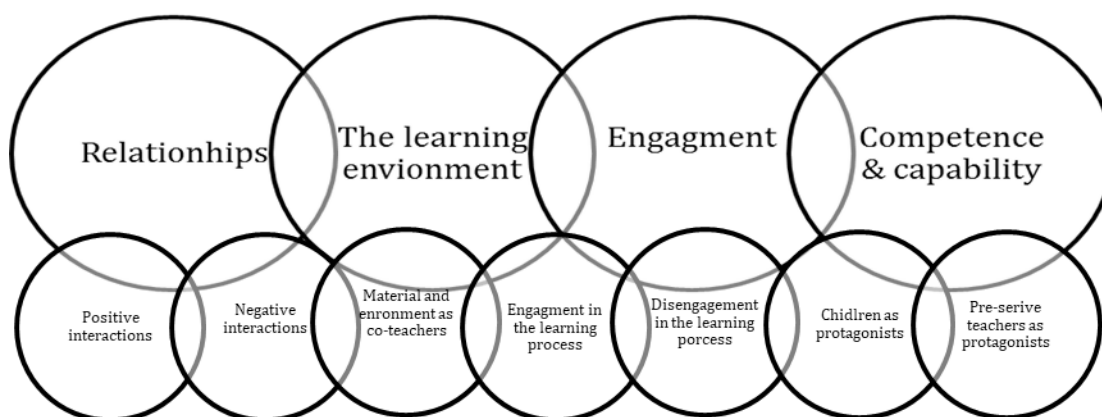 Relationships
The learning
envionment
Engagment
Competence
& capability
Positive
interactions
Negative
interactions
Material and
enronment as
co-teachers
Engagment in
the learning
process
Disengagement
in the learning
porcess
Chidlren as
protagonists
Pre-serive
teachers as
protagonists